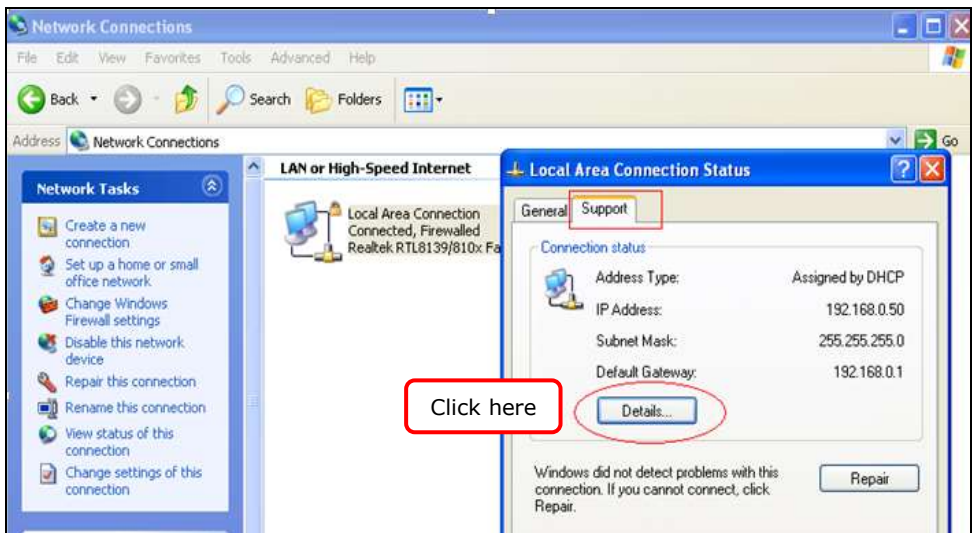 Network Connections
File Edit View Favorites Tools Advanced Help
Back Search Folders
Address Network Connections Go
Network Tasks
Create a new
connection
Set up a home or small
office network
Change Windows
Firewall settings
Disable this network
device
Repair this connection
Rename this connection
View status of this
connection
Change settings of this
connection
LAN or High-Speed Internet
Local Area Connection
Connected, Firewalled
Realtek RTL8139/810x Fa
Local Area Connection Status
General Support
Connection status
Address Type: Assigned by DHCP
IP Address: 192.168.0.50
Subnet Mask: 255.255.255.0
Default Gateway: 192.168.0.1
Click here
Details...
Windows did not detect problems with this
connection. If you cannot connect, click
Repair.
Repair